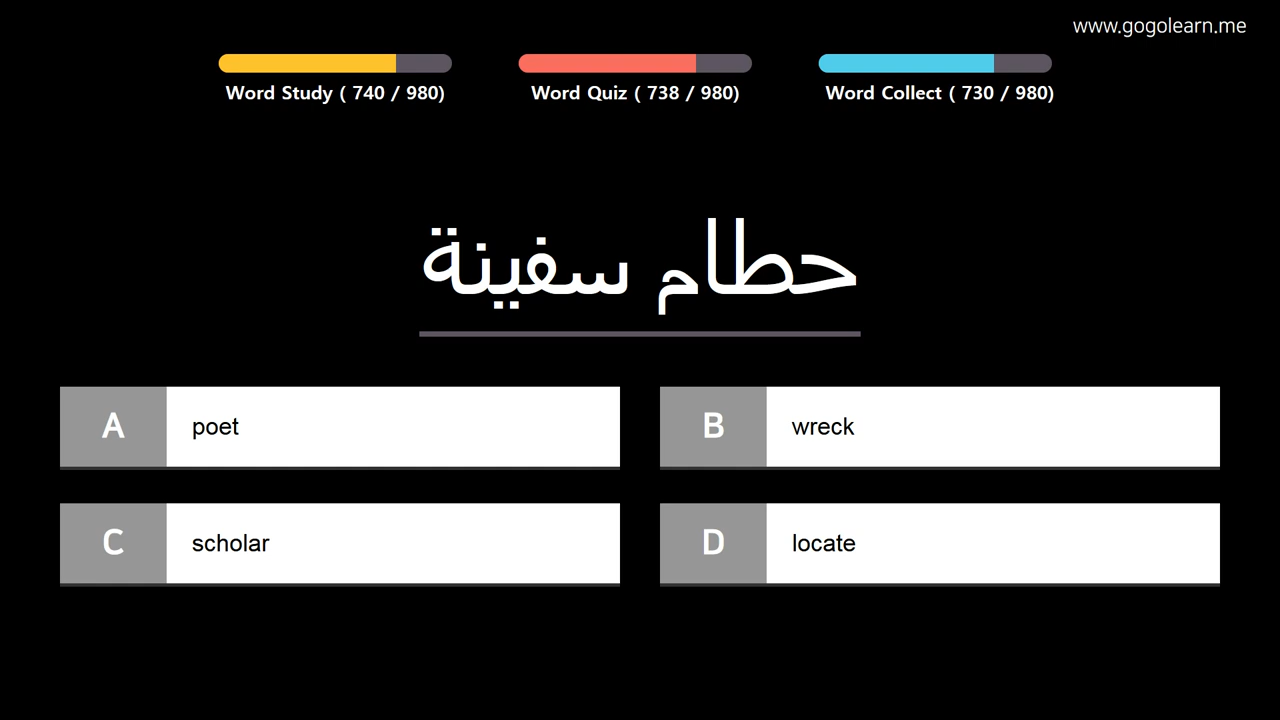 www.gogolearn.me
Word Study ( 740 / 980)
Word Quiz ( 738 / 980)
Word Collect ( 730 / 980)
حطام سفينة
A poet
B wreck
C scholar
D locate